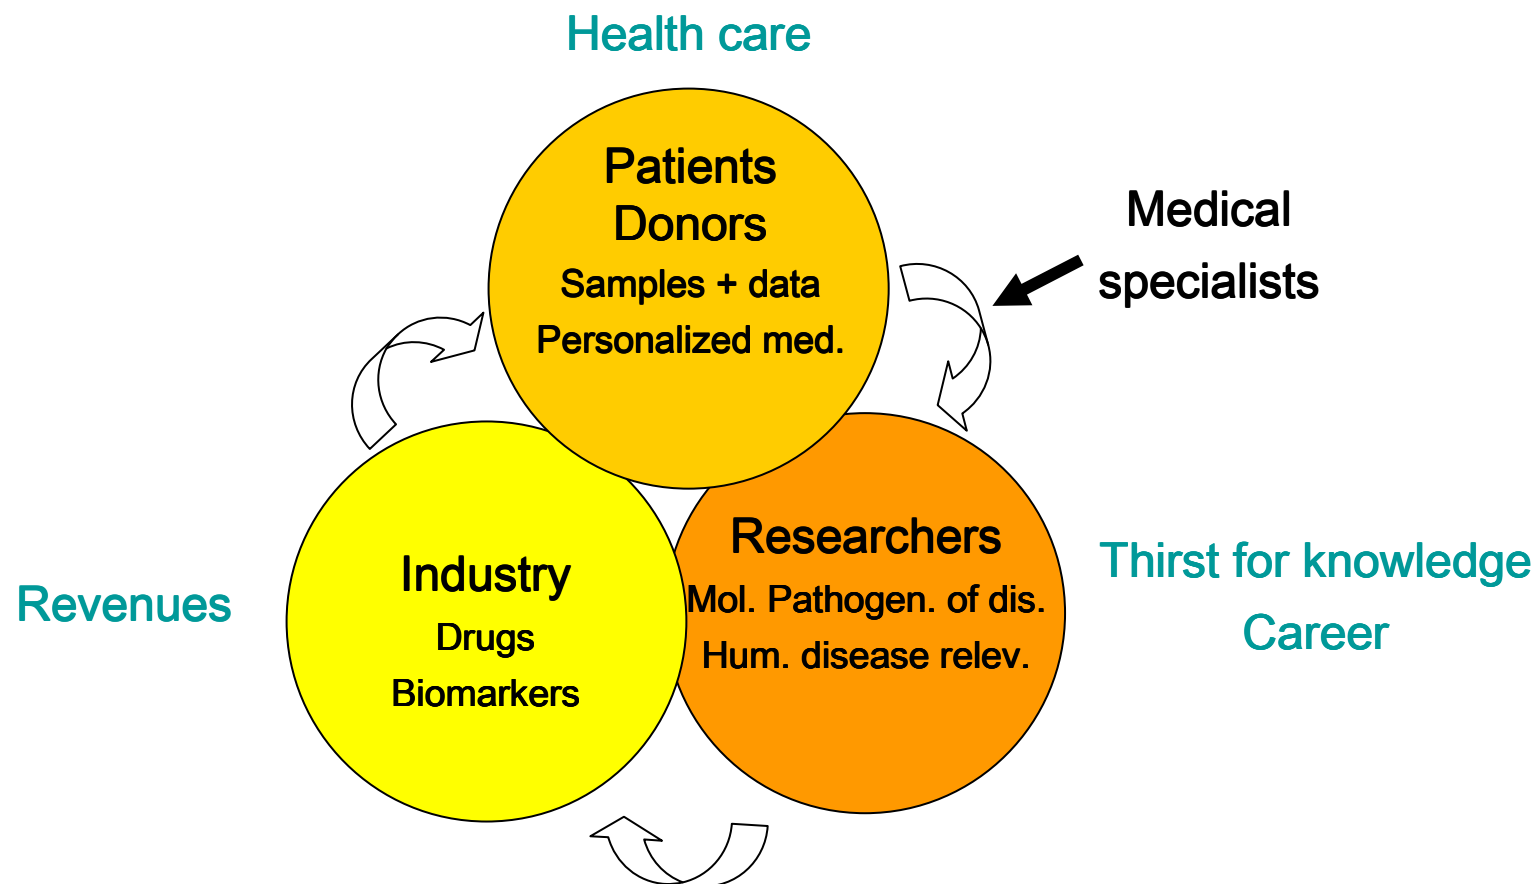 Health care
Patients
Donors
Samples + data
Personalized med.
Medical
specialists
Industry
Drugs
Biomarkers
Researchers
Mol. Pathogen. of dis.
Hum. disease relev.
Revenues
Thirst for knowledge
Career